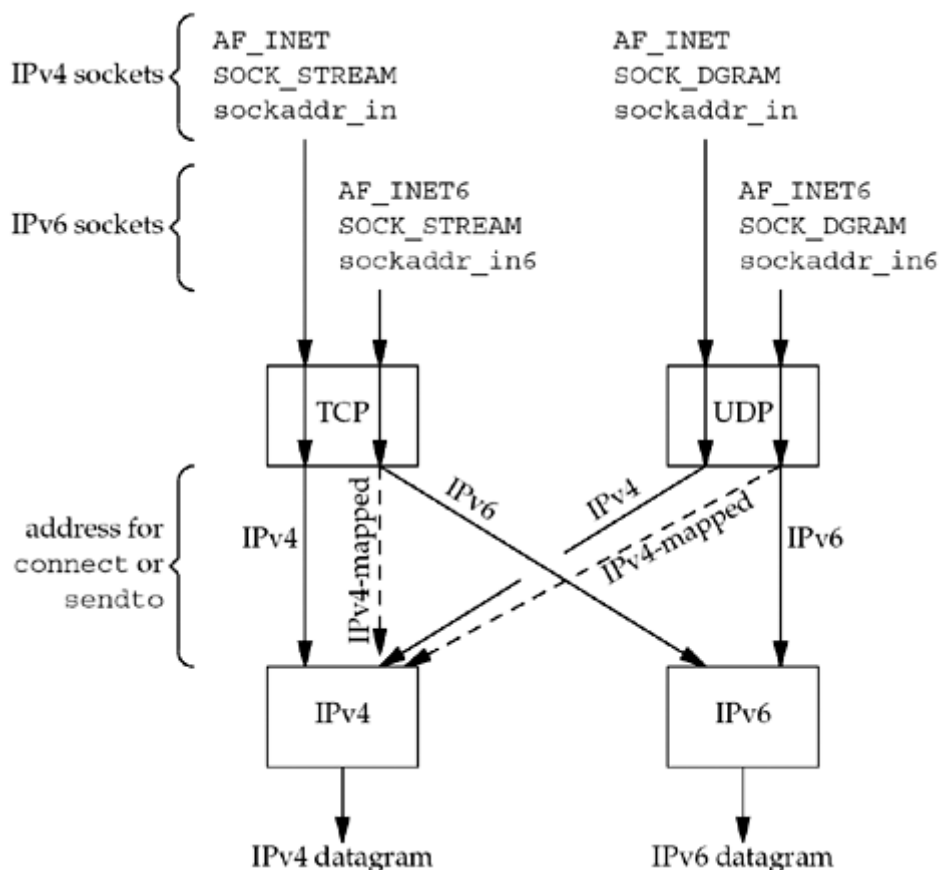 IPv4 sockets
AF_INET
SOCK_STREAM
sockaddr_in
AF_INET
SOCK_DGRAM
sockaddr_in
IPv6 sockets
AF_INET6
SOCK_STREAM
sockaddr_in6
AF_INET6
SOCK_DGRAM
sockaddr_in6
TCP
UDP
address for
connect or
sendto
IPv4
IPv4-mapped
IPv6
IPv4
IPv4-mapped
IPv6
IPv4
IPv6
IPv4 datagram
IPv6 datagram